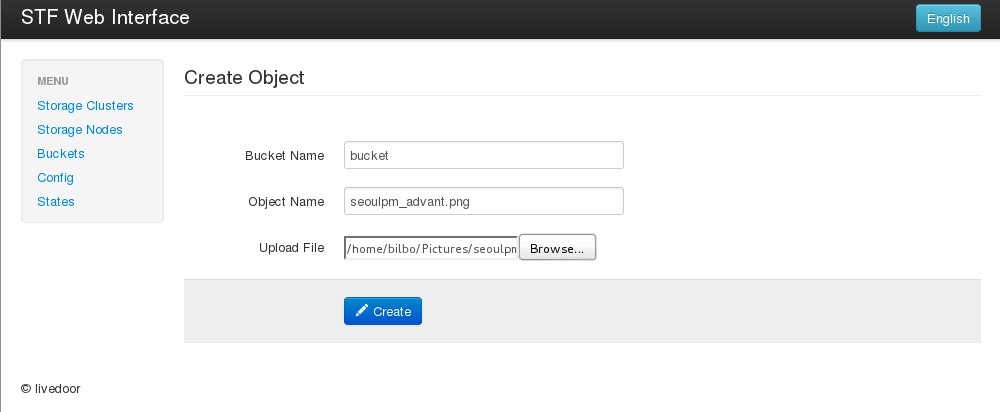 STF Web Interface
English
MENU
Storage Clusters
Storage Nodes
Buckets
Config
States
Create Object
Bucket Name
bucket
Object Name
seoulpm_advant.png
Upload File
/home/bilbo/Pictures/seoulpm
Browse...
Create
© livedoor